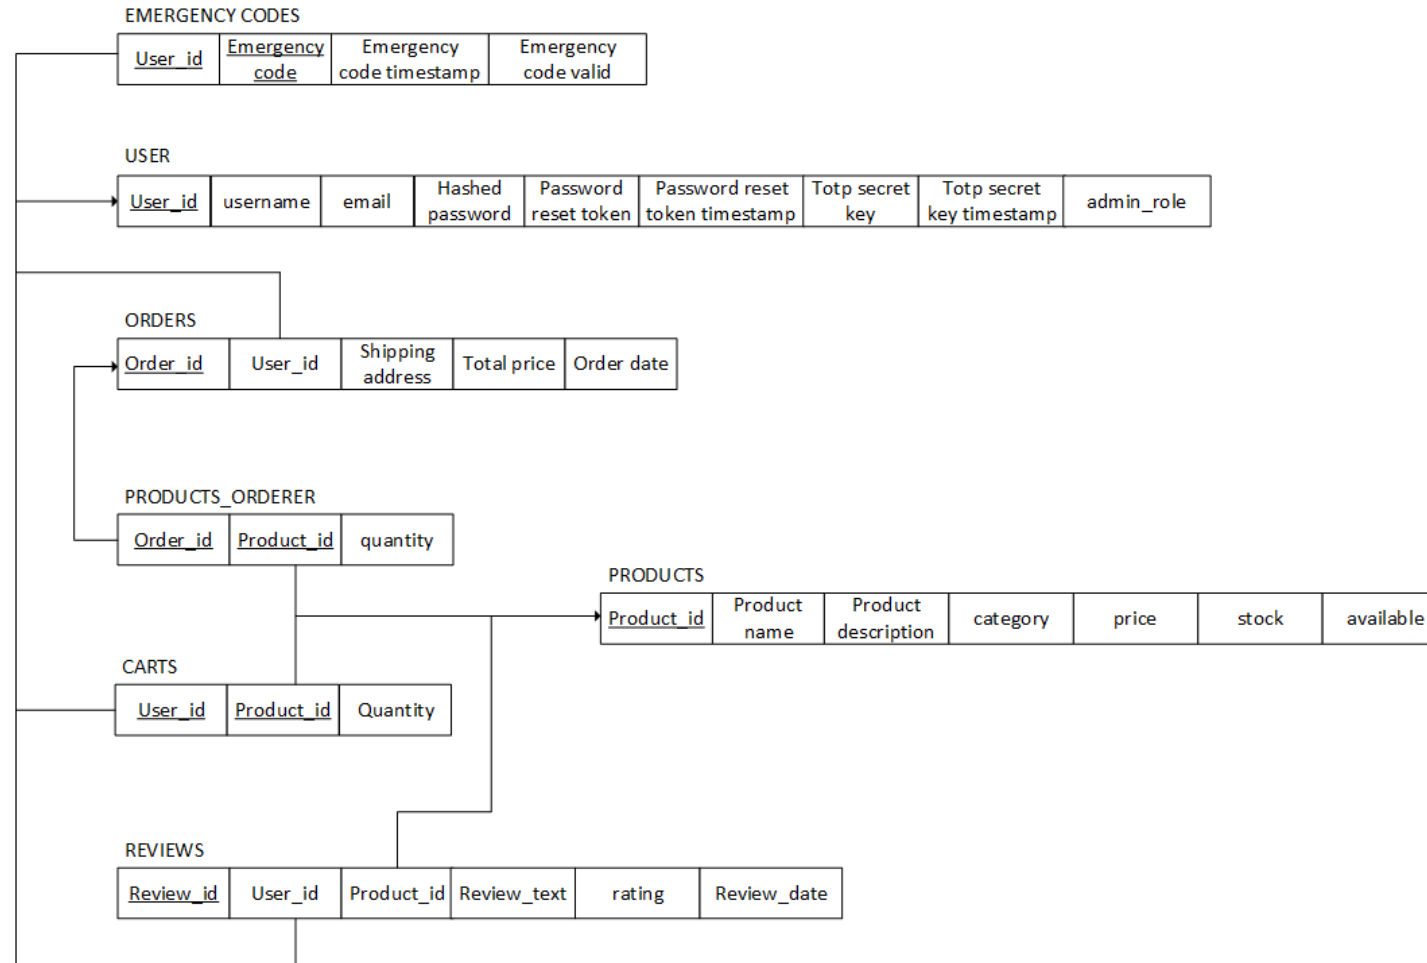 EMERGENCY CODES
User_id
Emergency
code
Emergency
code timestamp
Emergency
code valid
USER
User_id
username
email
Hashed
password
Password
reset token
Password reset
token timestamp
Totp secret
key
Totp secret
key timestamp
admin_role
ORDERS
Order_id
User_id
Shipping
address
Total price
Order date
PRODUCTS_ORDERER
Order_id
Product_id
quantity
PRODUCTS
Product_id
Product
name
Product
description
category
price
stock
available
CARTS
User_id
Product_id
Quantity
REVIEWS
Review_id
User_id
Product_id
Review_text
rating
Review_date